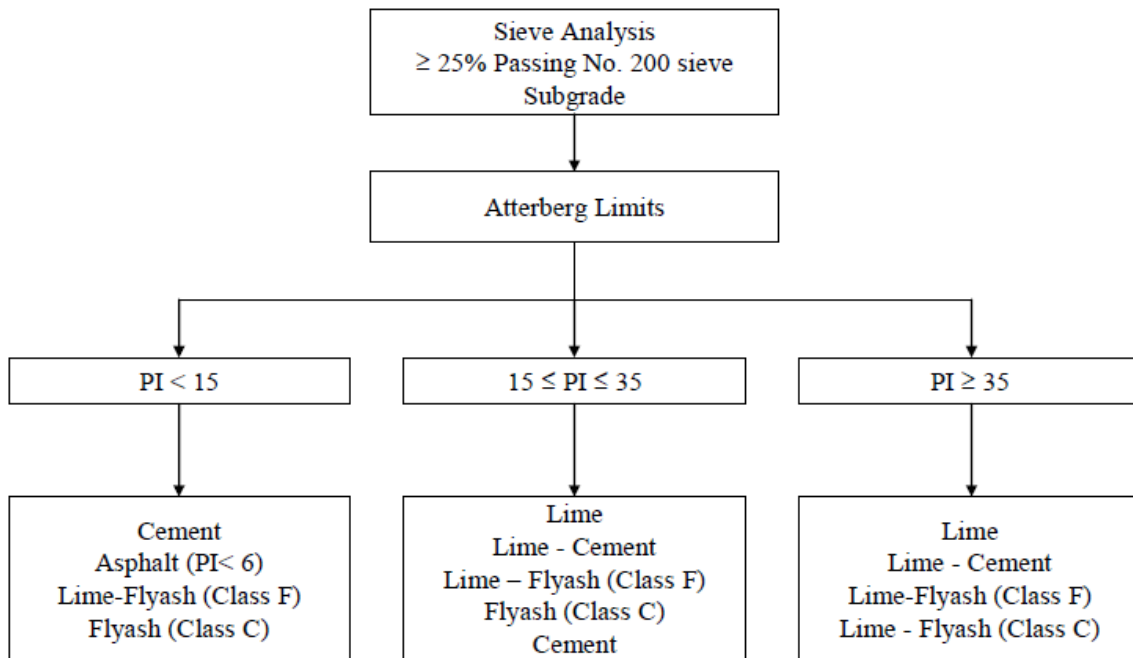 Sieve Analysis
≥ 25% Passing No. 200 sieve
Subgrade
Atterberg Limits
PI < 15
15 ≤ PI ≤ 35
PI ≥ 35
Cement
Asphalt (PI< 6)
Lime-Flyash (Class F)
Flyash (Class C)
Lime
Lime - Cement
Lime – Flyash (Class F)
Flyash (Class C)
Cement
Lime
Lime - Cement
Lime-Flyash (Class F)
Lime - Flyash (Class C)